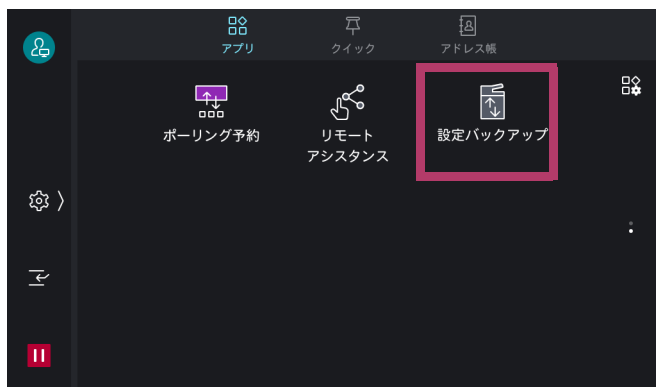 アプリ
クイック
アドレス帳
ポーリング予約
リモート
アシスタンス
設定バックアップ